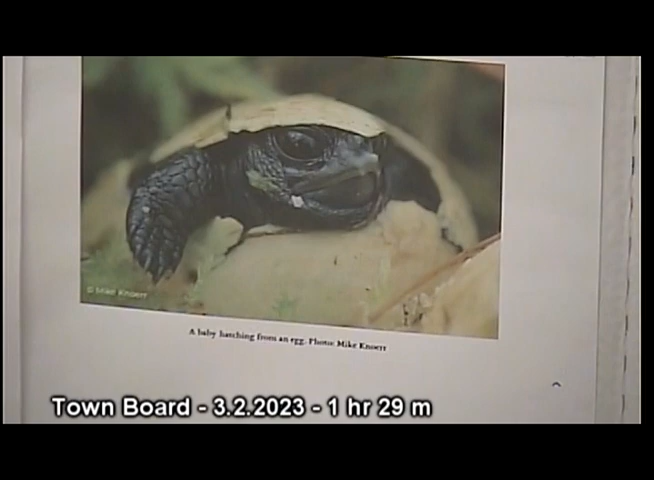 © Mike Knoerr
A baby hatching from an egg. Photo: Mike Knoerr
Town Board - 3.2.2023 - 1 hr 29 m